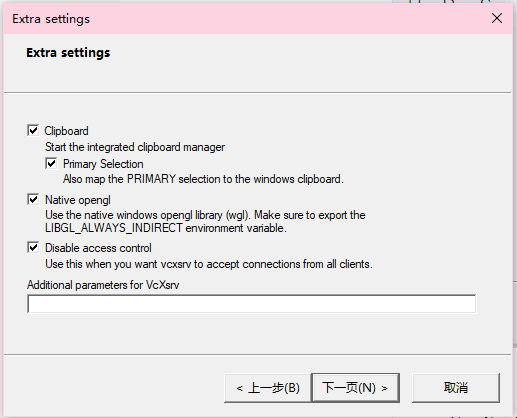 Extra settings
Extra settings
Clipboard
Start the integrated clipboard manager
Primary Selection
Also map the PRIMARY selection to the windows clipboard.
Native opengl
Use the native windows opengl library (wgl). Make sure to export the
LIBGL_ALWAYS_INDIRECT environment variable.
Disable access control
Use this when you want vcxsrv to accept connections from all clients.
Additional parameters for VcXsrv
< 上一步(B)
下一页(N) >
取消